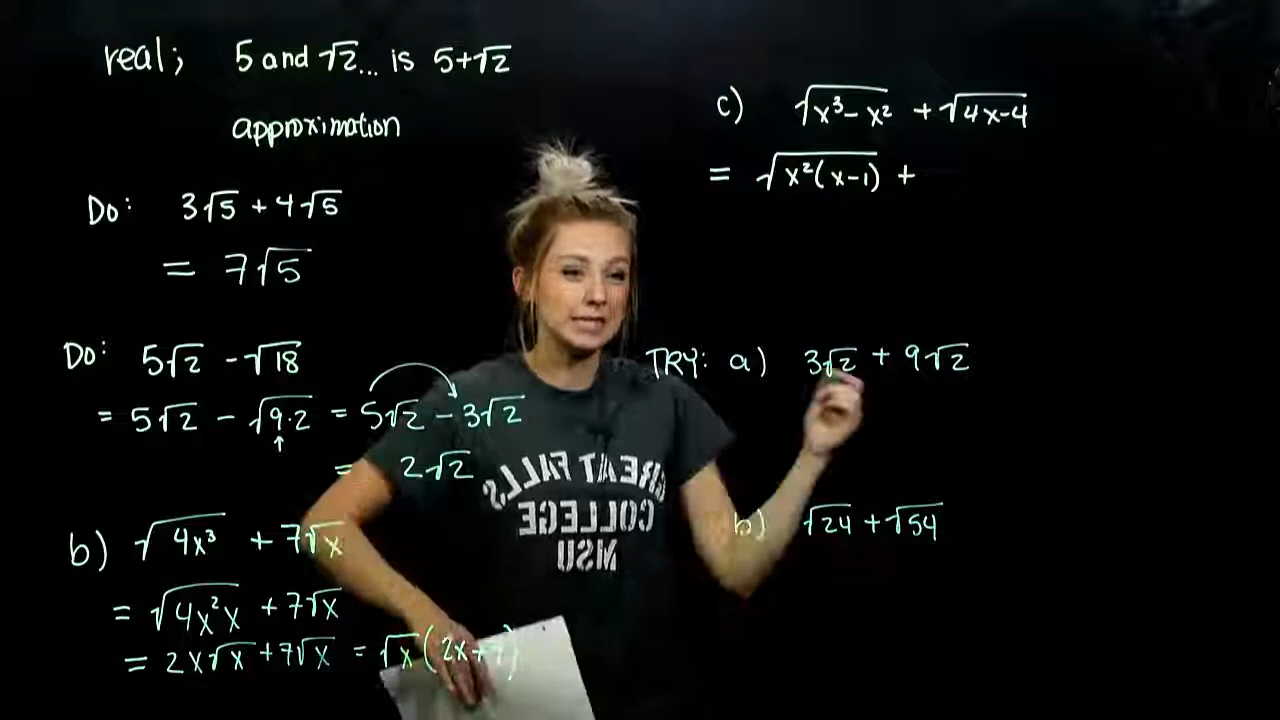 real; 5 and √2... is 5+√2
approximation
Do: 3√5 + 4√5
= 7√5
Do: 5√2 - √18
= 5√2 - √9·2 = 5√2 - 3√2
= 2√2
b) √4x³ + 7√x
= √4x²x + 7√x
= 2x√x + 7√x = √x(2x+7)
c) √x³-x² + √4x-4
= √x²(x-1) +
TRY: a) 3√2 + 9√2
b) √24 + √54
GREAT FALLS
COLLEGE
MSU